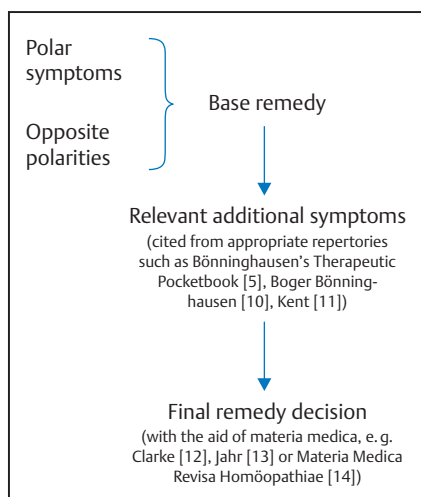 Polar
symptoms
Opposite
polarities
Base remedy
Relevant additional symptoms
(cited from appropriate repertories
such as Bönninghausen's Therapeutic
Pocketbook [5], Boger Bönning-
hausen [10], Kent [11])
Final remedy decision
(with the aid of materia medica, e. g.
Clarke [12], Jahr [13] or Materia Medica
Revisa Homöopathiae [14])